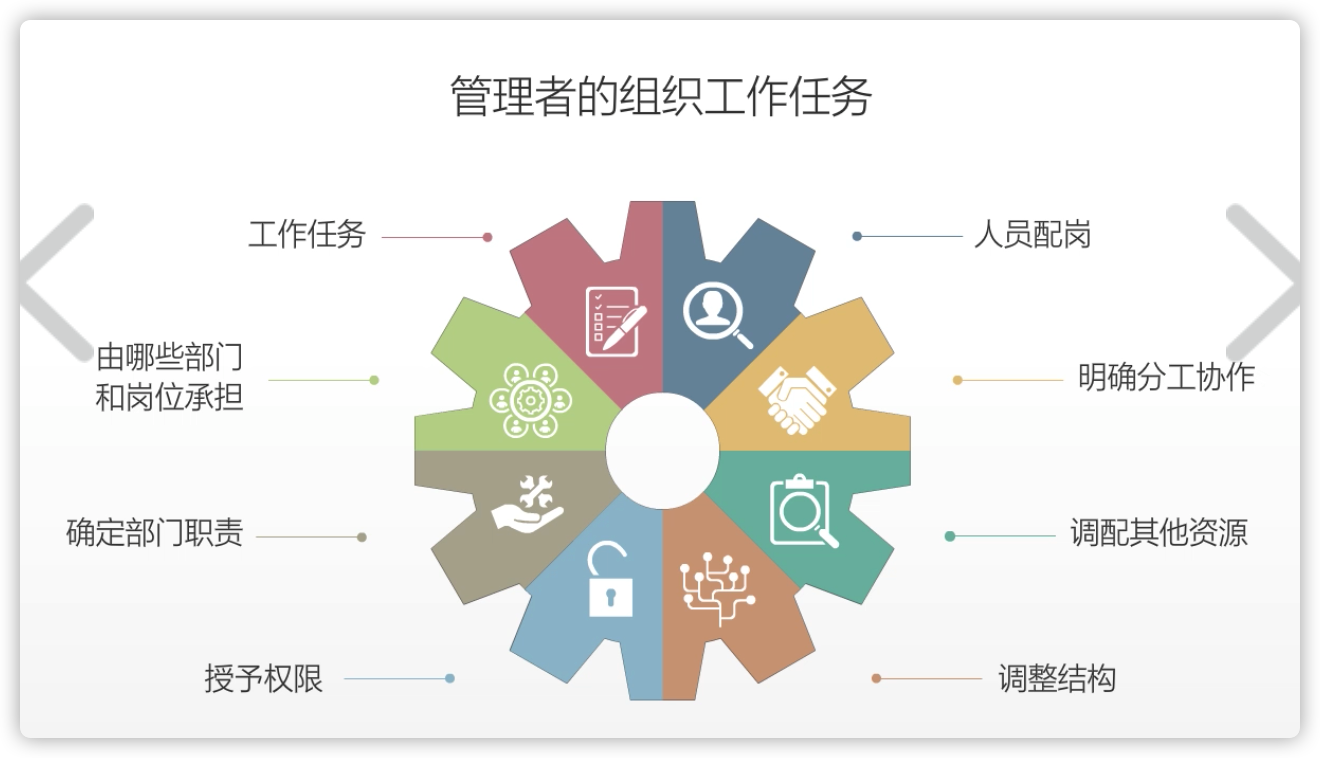 管理者的组织工作任务
工作任务
人员配岗
由哪些部门
和岗位承担
明确分工协作
确定部门职责
调配其他资源
授予权限
调整结构